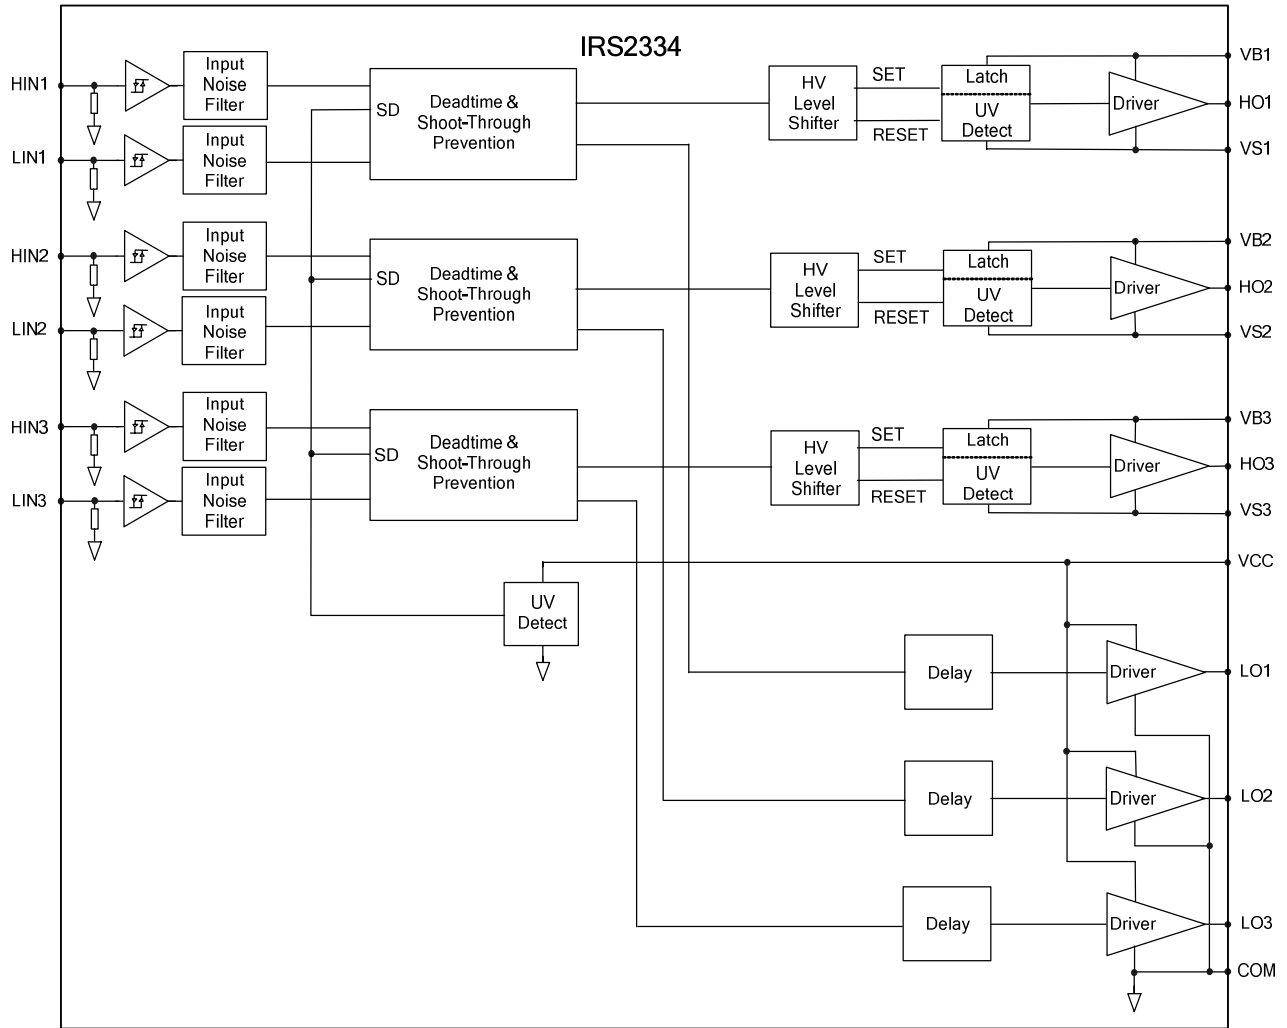 IRS2334
HIN1
Input
Noise
Filter
SD
Deadtime &
Shoot-Through
Prevention
HV
Level
Shifter
SET
RESET
Latch
UV
Detect
Driver
VB1
HO1
VS1
LIN1
Input
Noise
Filter
HIN2
Input
Noise
Filter
SD
Deadtime &
Shoot-Through
Prevention
HV
Level
Shifter
SET
RESET
Latch
UV
Detect
Driver
VB2
HO2
VS2
LIN2
Input
Noise
Filter
HIN3
Input
Noise
Filter
SD
Deadtime &
Shoot-Through
Prevention
HV
Level
Shifter
SET
RESET
Latch
UV
Detect
Driver
VB3
HO3
VS3
LIN3
Input
Noise
Filter
VCC
UV
Detect
Delay
Driver
LO1
Delay
Driver
LO2
Delay
Driver
LO3
COM